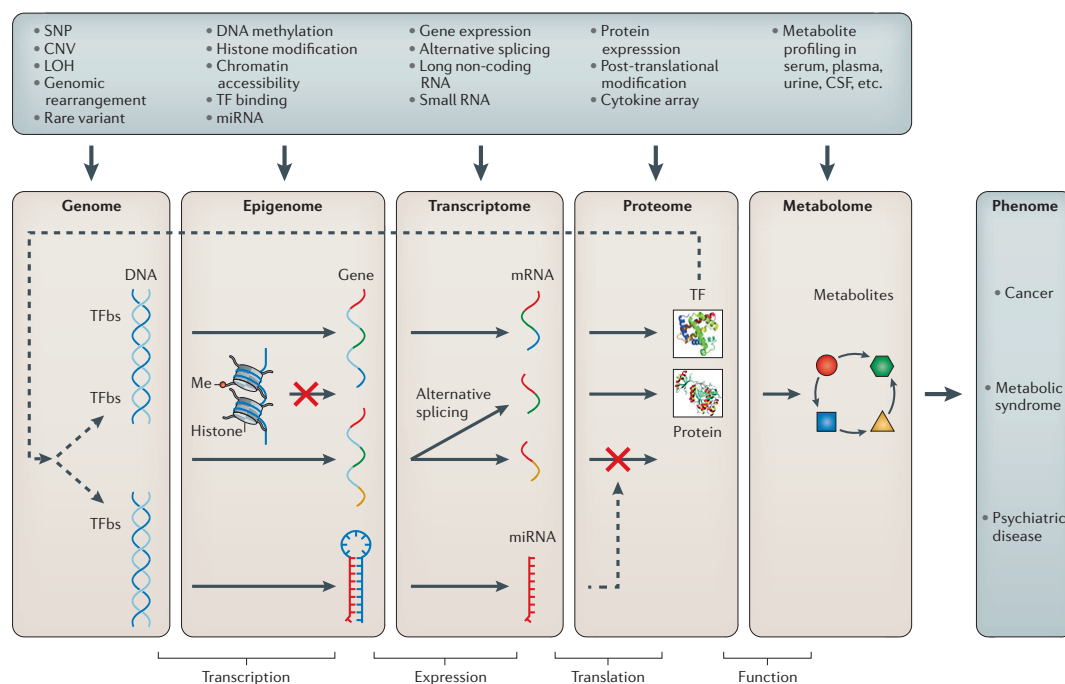 • SNP
• CNV
• LOH
• Genomic
rearrangement
• Rare variant
• DNA methylation
• Histone modification
• Chromatin
accessibility
• TF binding
• miRNA
• Gene expression
• Alternative splicing
• Long non-coding
RNA
• Small RNA
• Protein
expresssion
• Post-translational
modification
• Cytokine array
• Metabolite
profiling in
serum, plasma,
urine, CSF, etc.
Genome
Epigenome
Transcriptome
Proteome
Metabolome
Phenome
DNA
TFbs
TFbs
TFbs
Gene
Me
Histone
mRNA
Alternative
splicing
miRNA
TF
Protein
Metabolites
• Cancer
• Metabolic
syndrome
• Psychiatric
disease
Transcription
Expression
Translation
Function